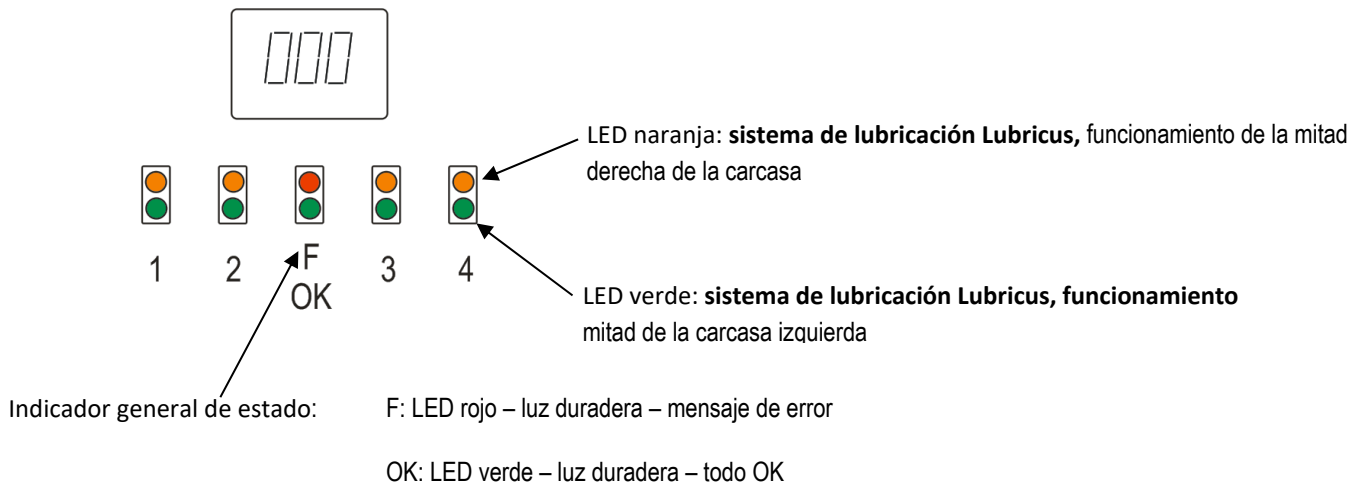 000
LED naranja: sistema de lubricación Lubricus, funcionamiento de la mitad
derecha de la carcasa
1 2 F 3 4
OK
LED verde: sistema de lubricación Lubricus, funcionamiento
mitad de la carcasa izquierda
Indicador general de estado: F: LED rojo – luz duradera – mensaje de error
OK: LED verde – luz duradera – todo OK